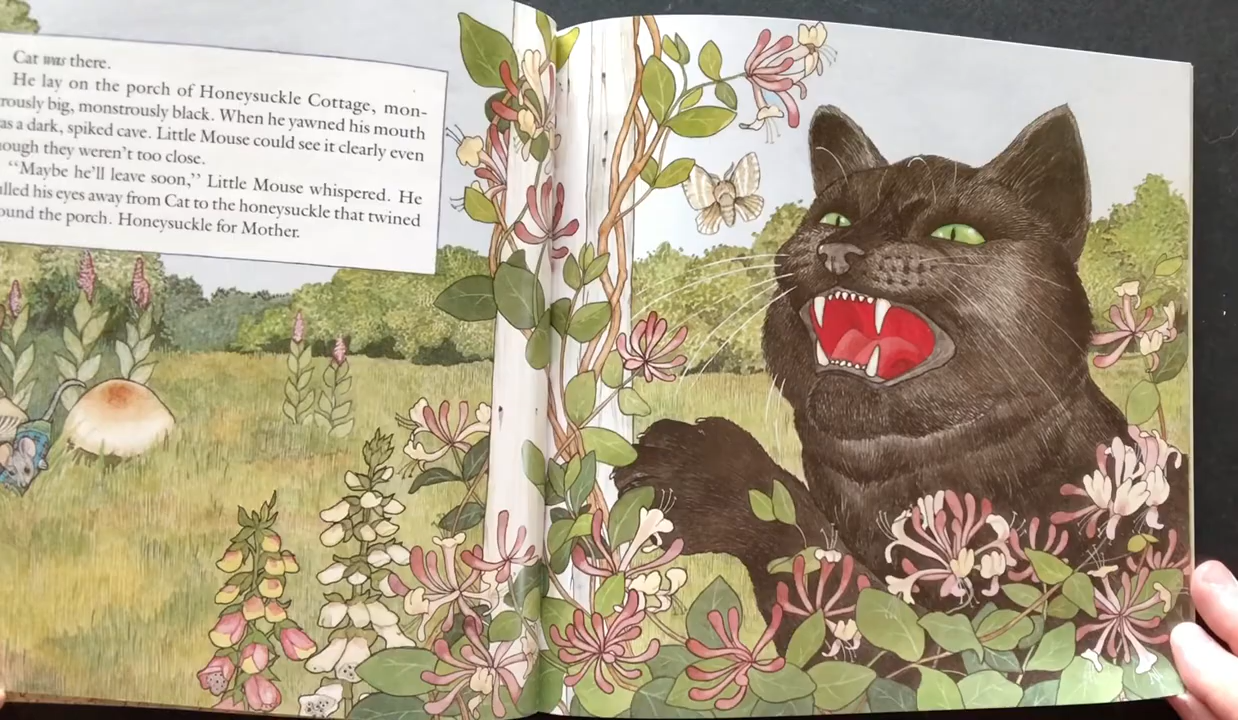 Cat was there.
He lay on the porch of Honeysuckle Cottage, mon-
rously big, monstrously black. When he yawned his mouth
as a dark, spiked cave. Little Mouse could see it clearly even
ough they weren't too close.
"Maybe he'll leave soon," Little Mouse whispered. He
lled his eyes away from Cat to the honeysuckle that twined
ound the porch. Honeysuckle for Mother.